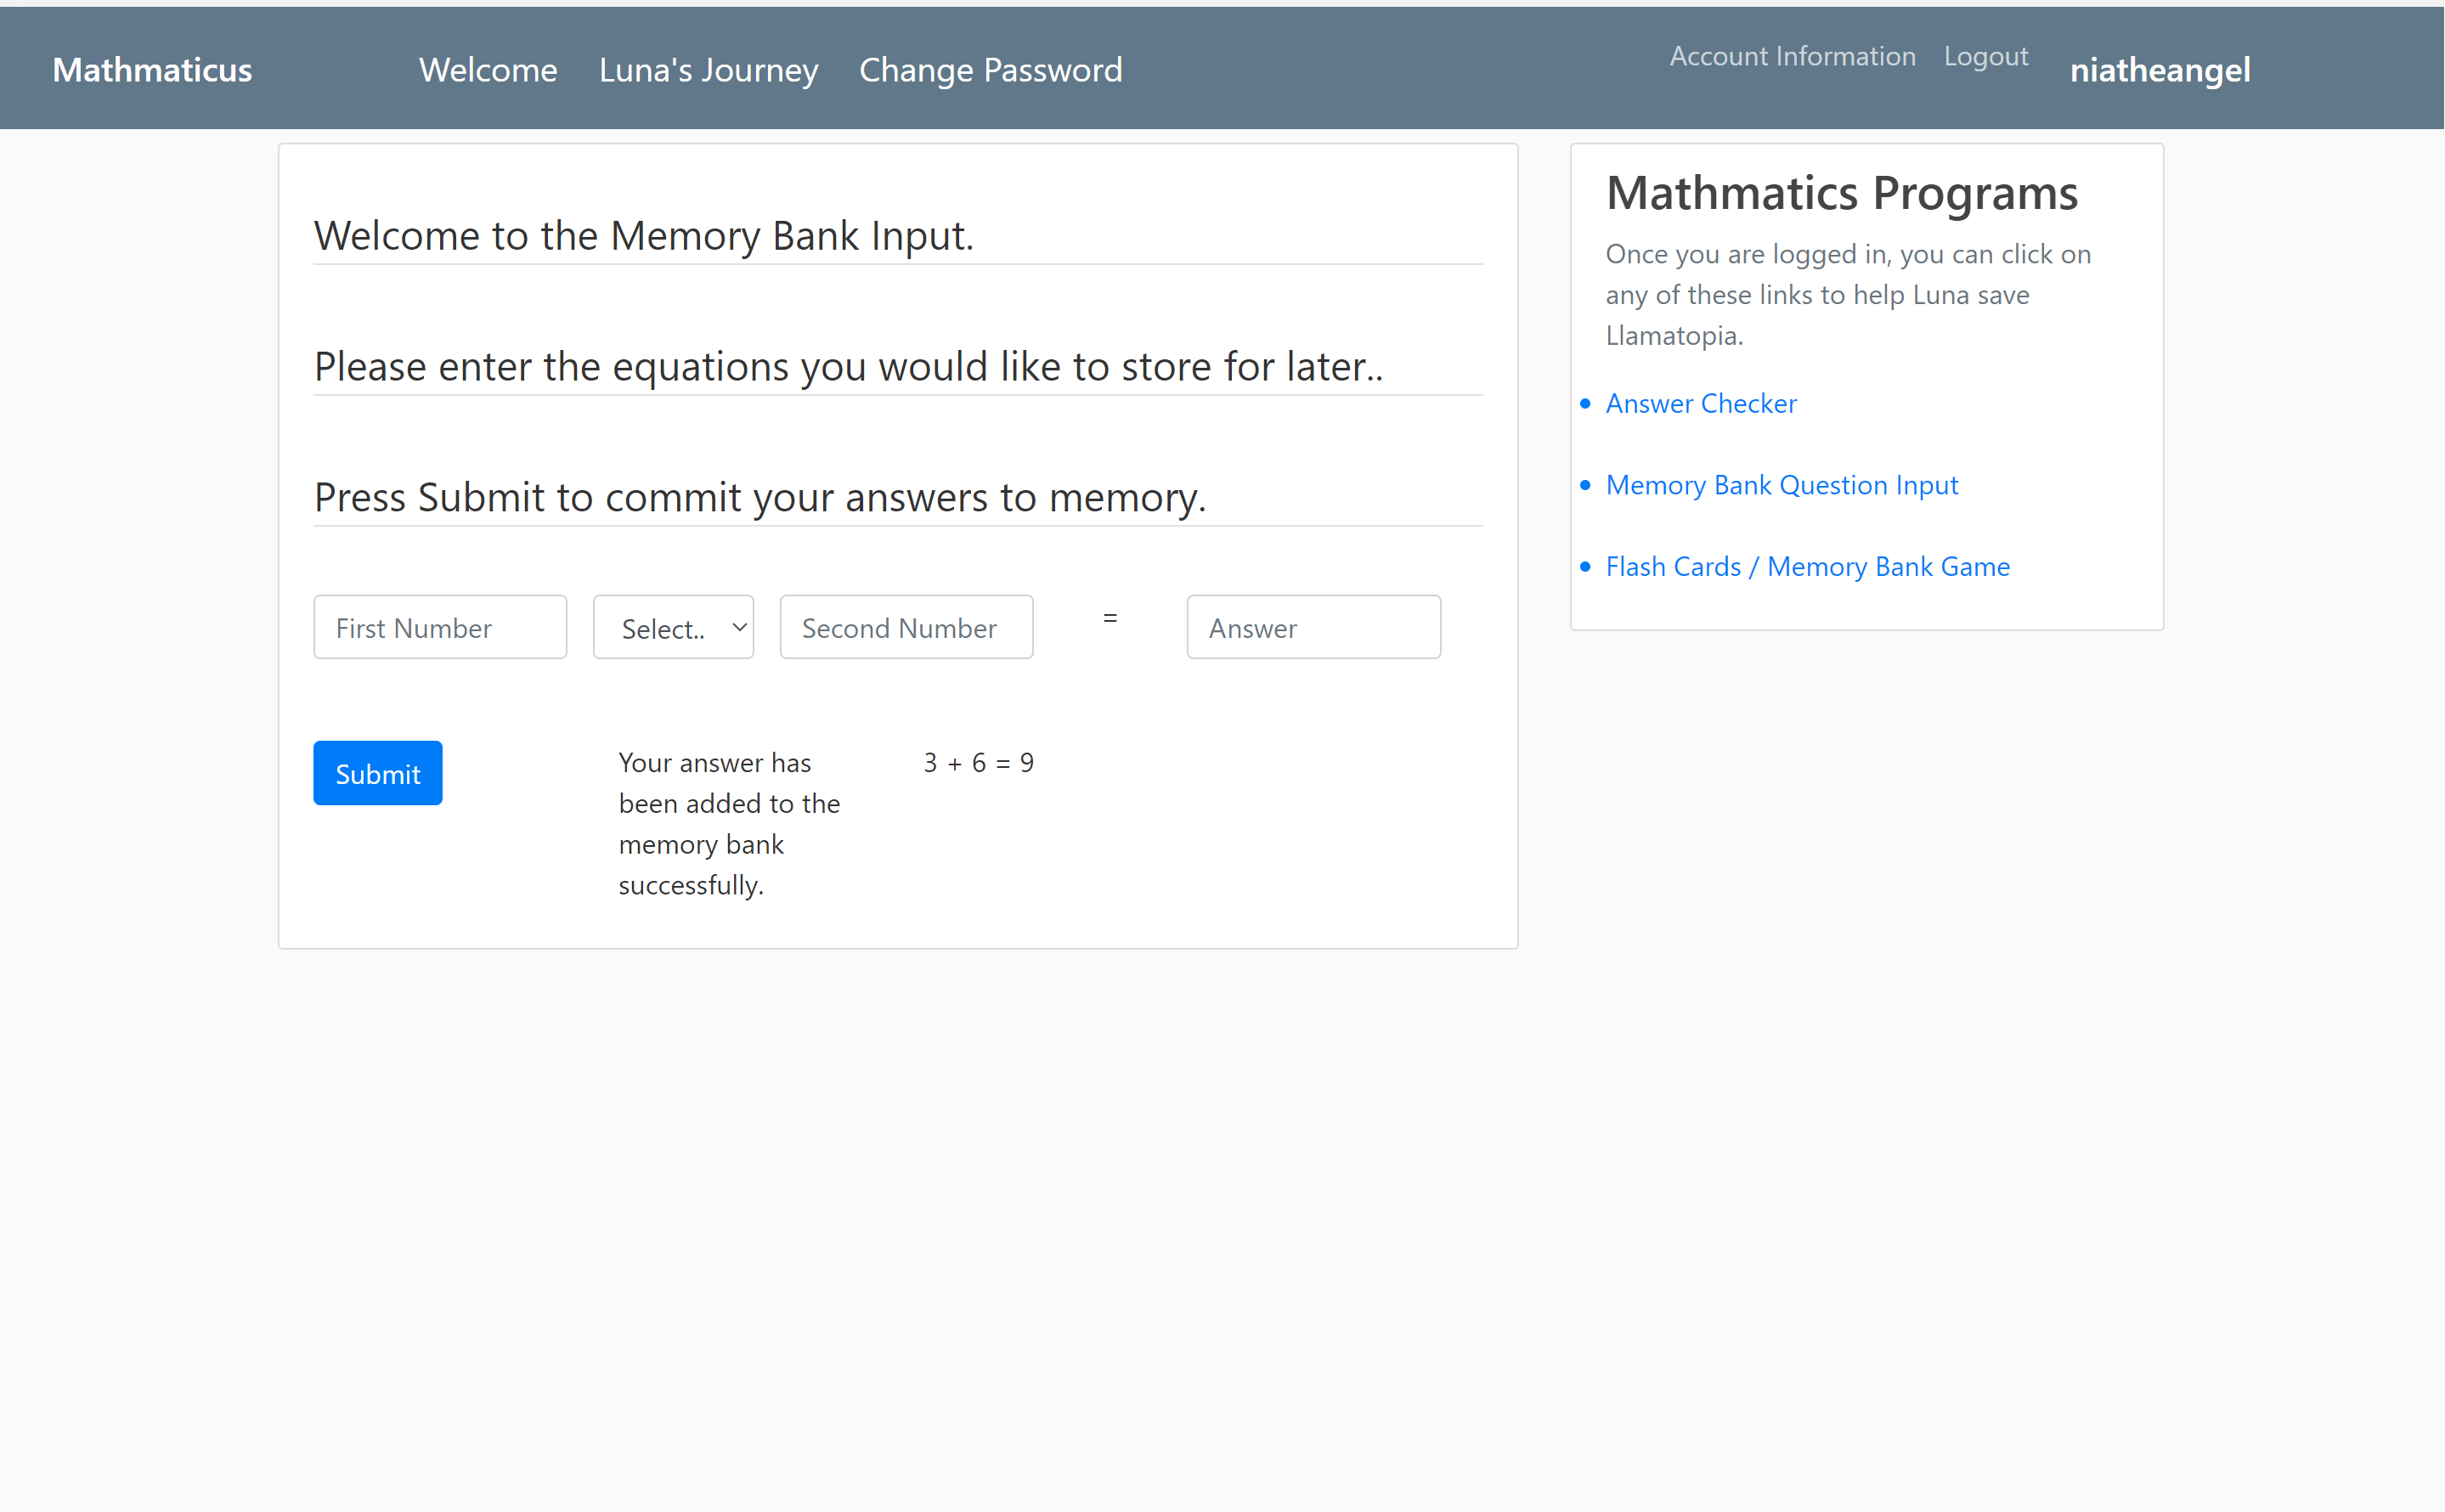 Mathmaticus Welcome Luna's Journey Change Password Account Information Logout niatheangel
Welcome to the Memory Bank Input.
Please enter the equations you would like to store for later..
Press Submit to commit your answers to memory.
First Number Select.. Second Number = Answer
Submit
Your answer has
been added to the
memory bank
successfully.
3 + 6 = 9
Mathmatics Programs
Once you are logged in, you can click on
any of these links to help Luna save
Llamatopia.
Answer Checker
Memory Bank Question Input
Flash Cards / Memory Bank Game